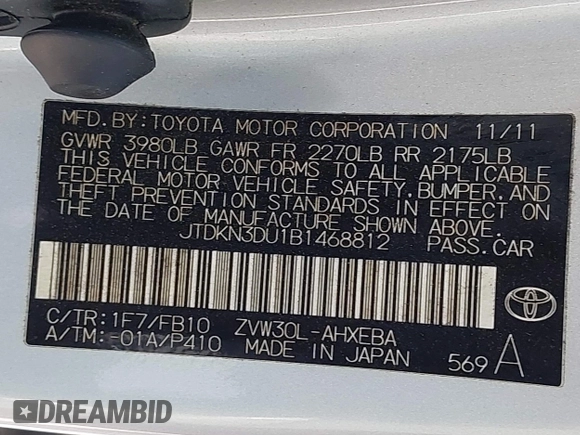 MFD.BY:TOYOTA MOTOR CORPORATION 11/11
GVWR 3980LB GAWR FR 2270LB RR 2175LB
THIS VEHICLE CONFORMS TO ALL APPLICABLE
FEDERAL MOTOR VEHICLE SAFETY,BUMPER,AND
THEFT PREVENTION STANDARDS IN EFFECT ON
THE DATE OF MANUFACTURE SHOWN ABOVE.
JTDKN3DU1B1468812 PASS.CAR
C/TR:1F7/FB10 ZVW30L-AHXEBA
A/TM:-01A/P410 MADE IN JAPAN 569 A
DREAMBID